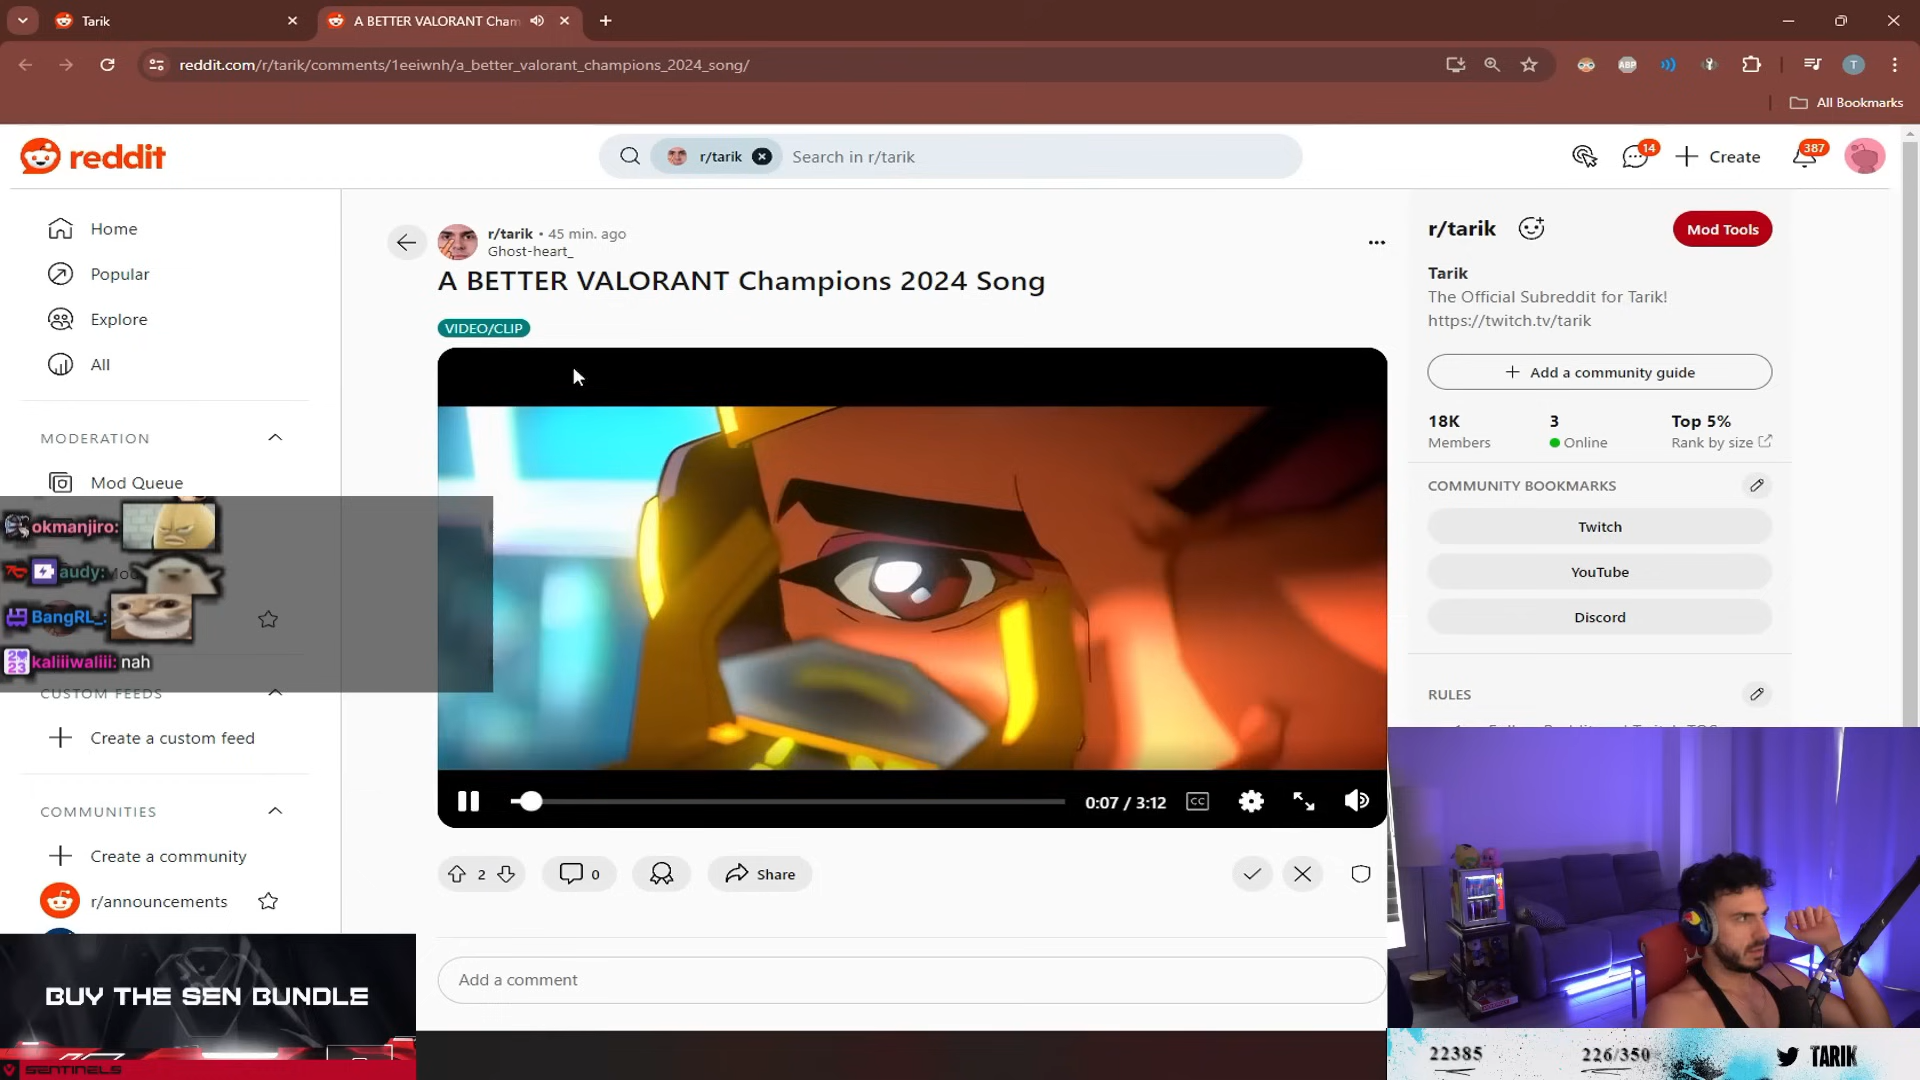 Tarik
A BETTER VALORANT Cham
reddit.com/r/tarik/comments/1eeiwnh/a_better_valorant_champions_2024_song/
ABP
T
All Bookmarks
reddit
r/tarik
Search in r/tarik
14
Create
387
Home
Popular
Explore
All
MODERATION
Mod Queue
okmanjiro:
audy:
BangRL_:
kaliiiwaliii: nah
CUSTOM FEEDS
Create a custom feed
COMMUNITIES
Create a community
r/announcements
BUY THE SEN BUNDLE
SENTINELS
r/tarik • 45 min. ago
Ghost-heart_
A BETTER VALORANT Champions 2024 Song
VIDEO/CLIP
0:07 / 3:12
CC
2
0
Share
Add a comment
r/tarik
Mod Tools
Tarik
The Official Subreddit for Tarik!
https://twitch.tv/tarik
Add a community guide
18K
3
Top 5%
Members
Online
Rank by size
COMMUNITY BOOKMARKS
Twitch
YouTube
Discord
RULES
22385
226/350
TARIK